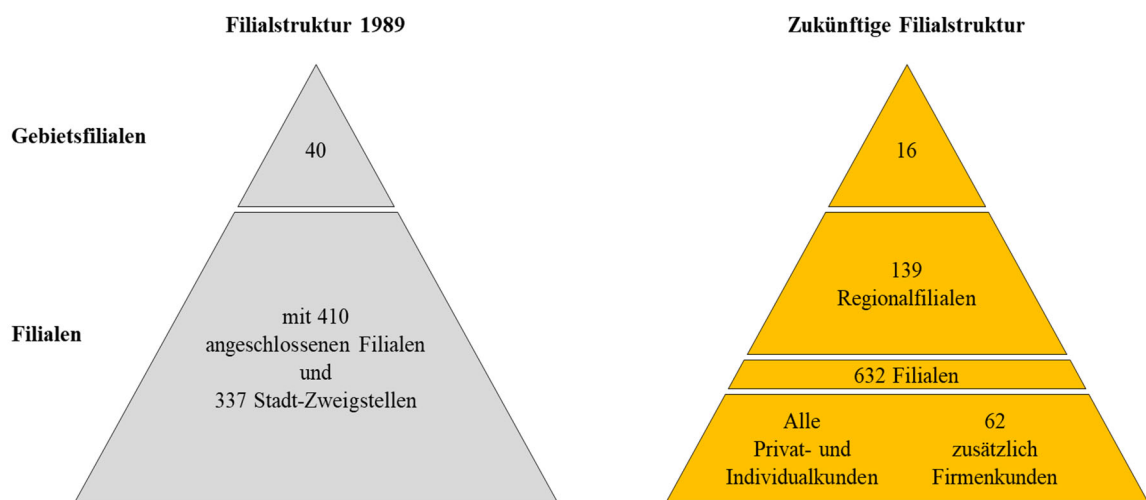 Filialstruktur 1989
Zukünftige Filialstruktur
Gebietsfilialen
40
16
Filialen
mit 410
angeschlossenen Filialen
und
337 Stadt-Zweigstellen
139
Regionalfilialen
632 Filialen
Alle
Privat- und
Individualkunden
62
zusätzlich
Firmenkunden